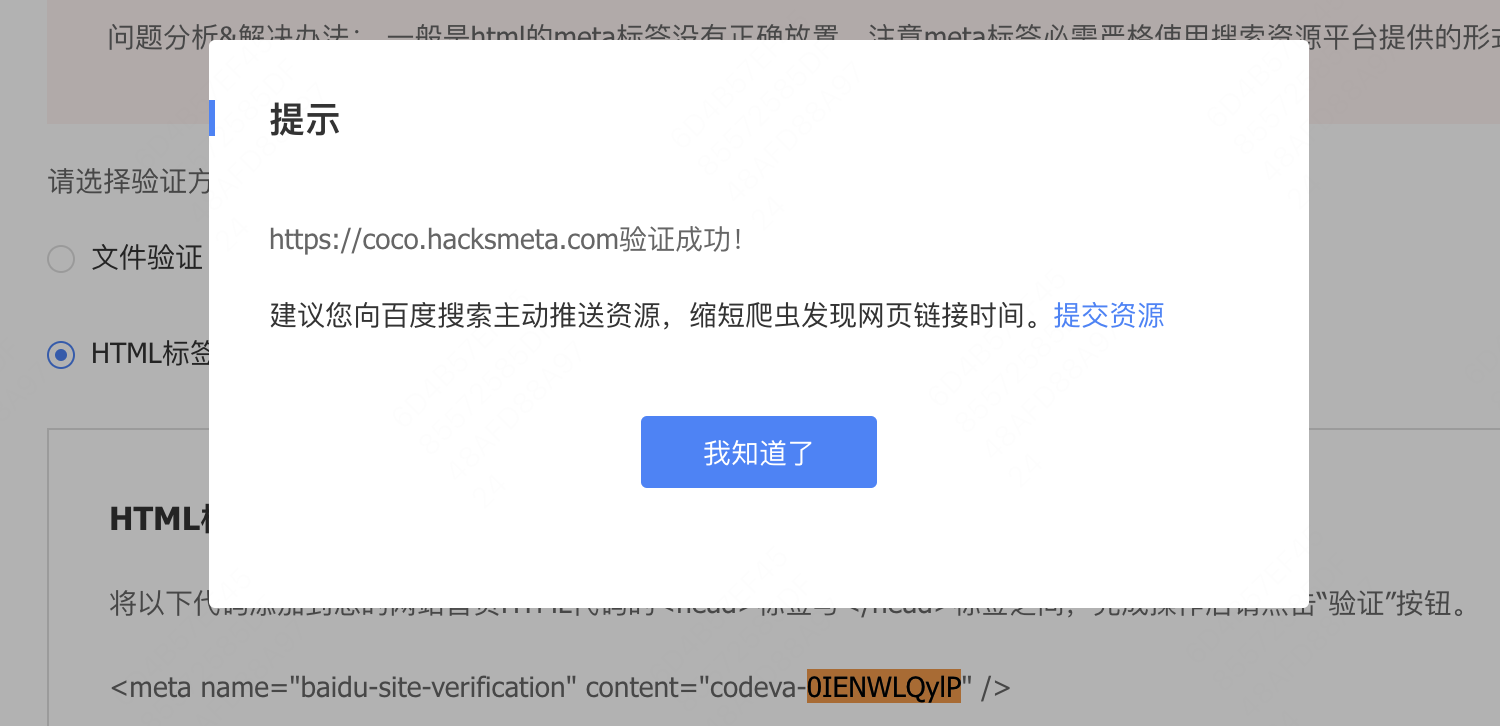 问题分析&解决办法： 一般是html的meta标签没有正确放置，注意meta标签必需严格使用搜索资源平台提供的形式
提示
请选择验证方
https://coco.hacksmeta.com验证成功！
文件验证
建议您向百度搜索主动推送资源，缩短爬虫发现网页链接时间。提交资源
HTML标签
我知道了
HTML标
将以下代码添加到您的网站首页HTML代码的<head>标签与</head>标签之间，完成操作后请点击“验证”按钮。
<meta name="baidu-site-verification" content="codeva-0IENWLQylP" />